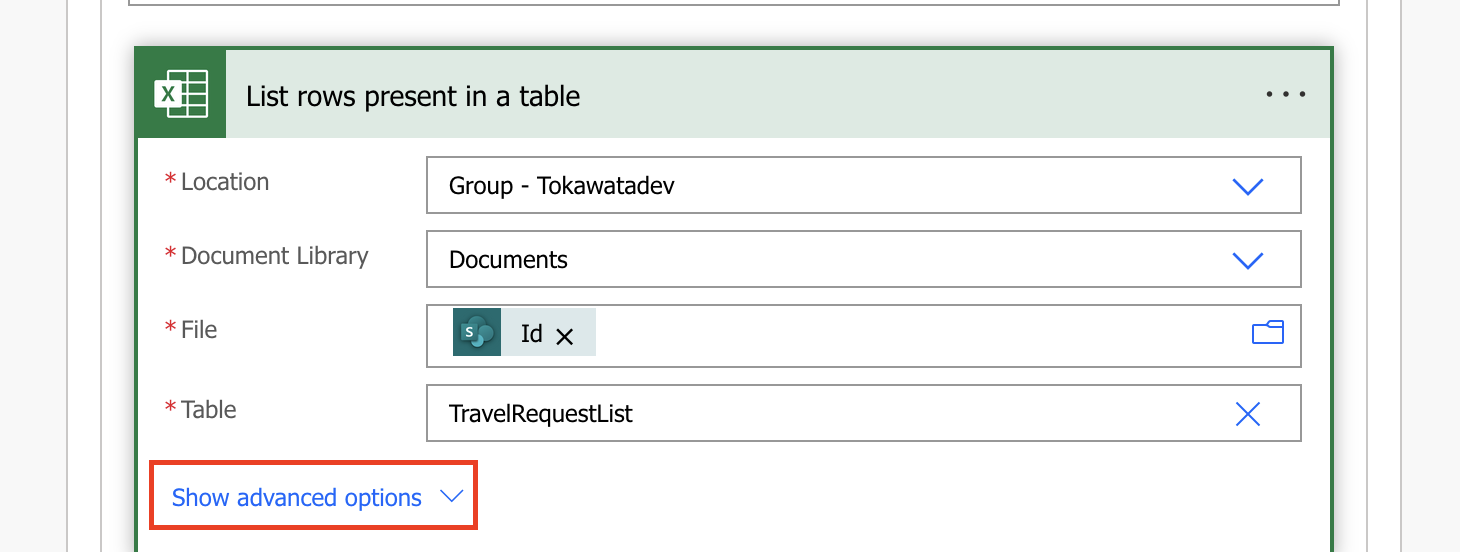 X
List rows present in a table
* Location
Group - Tokawatadev
* Document Library
Documents
* File
S
Id
* Table
TravelRequestList
Show advanced options